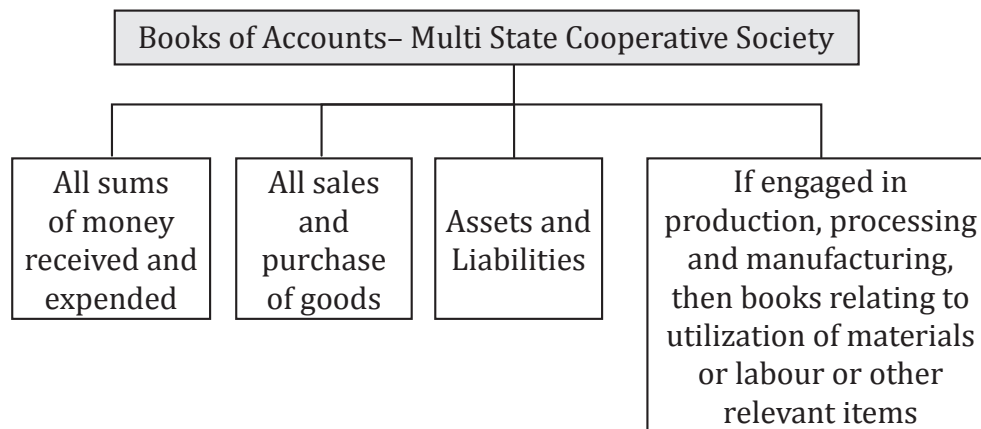 Books of Accounts– Multi State Cooperative Society
All sums
of money
received and
expended
All sales
and
purchase
of goods
Assets and
Liabilities
If engaged in
production, processing
and manufacturing,
then books relating to
utilization of materials
or labour or other
relevant items